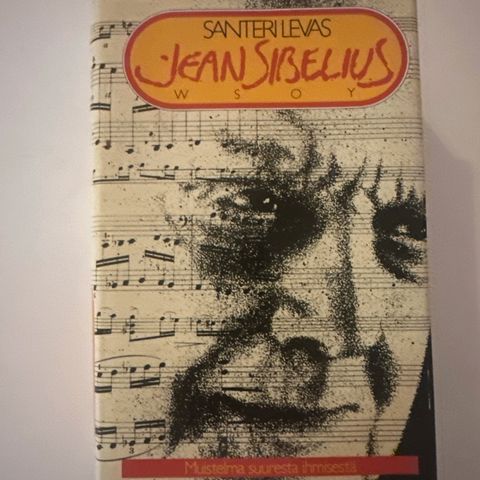 SANTERI LEVAS
JEAN SIBELIUS
WSOY
Muistelma suuresta ihmisestä